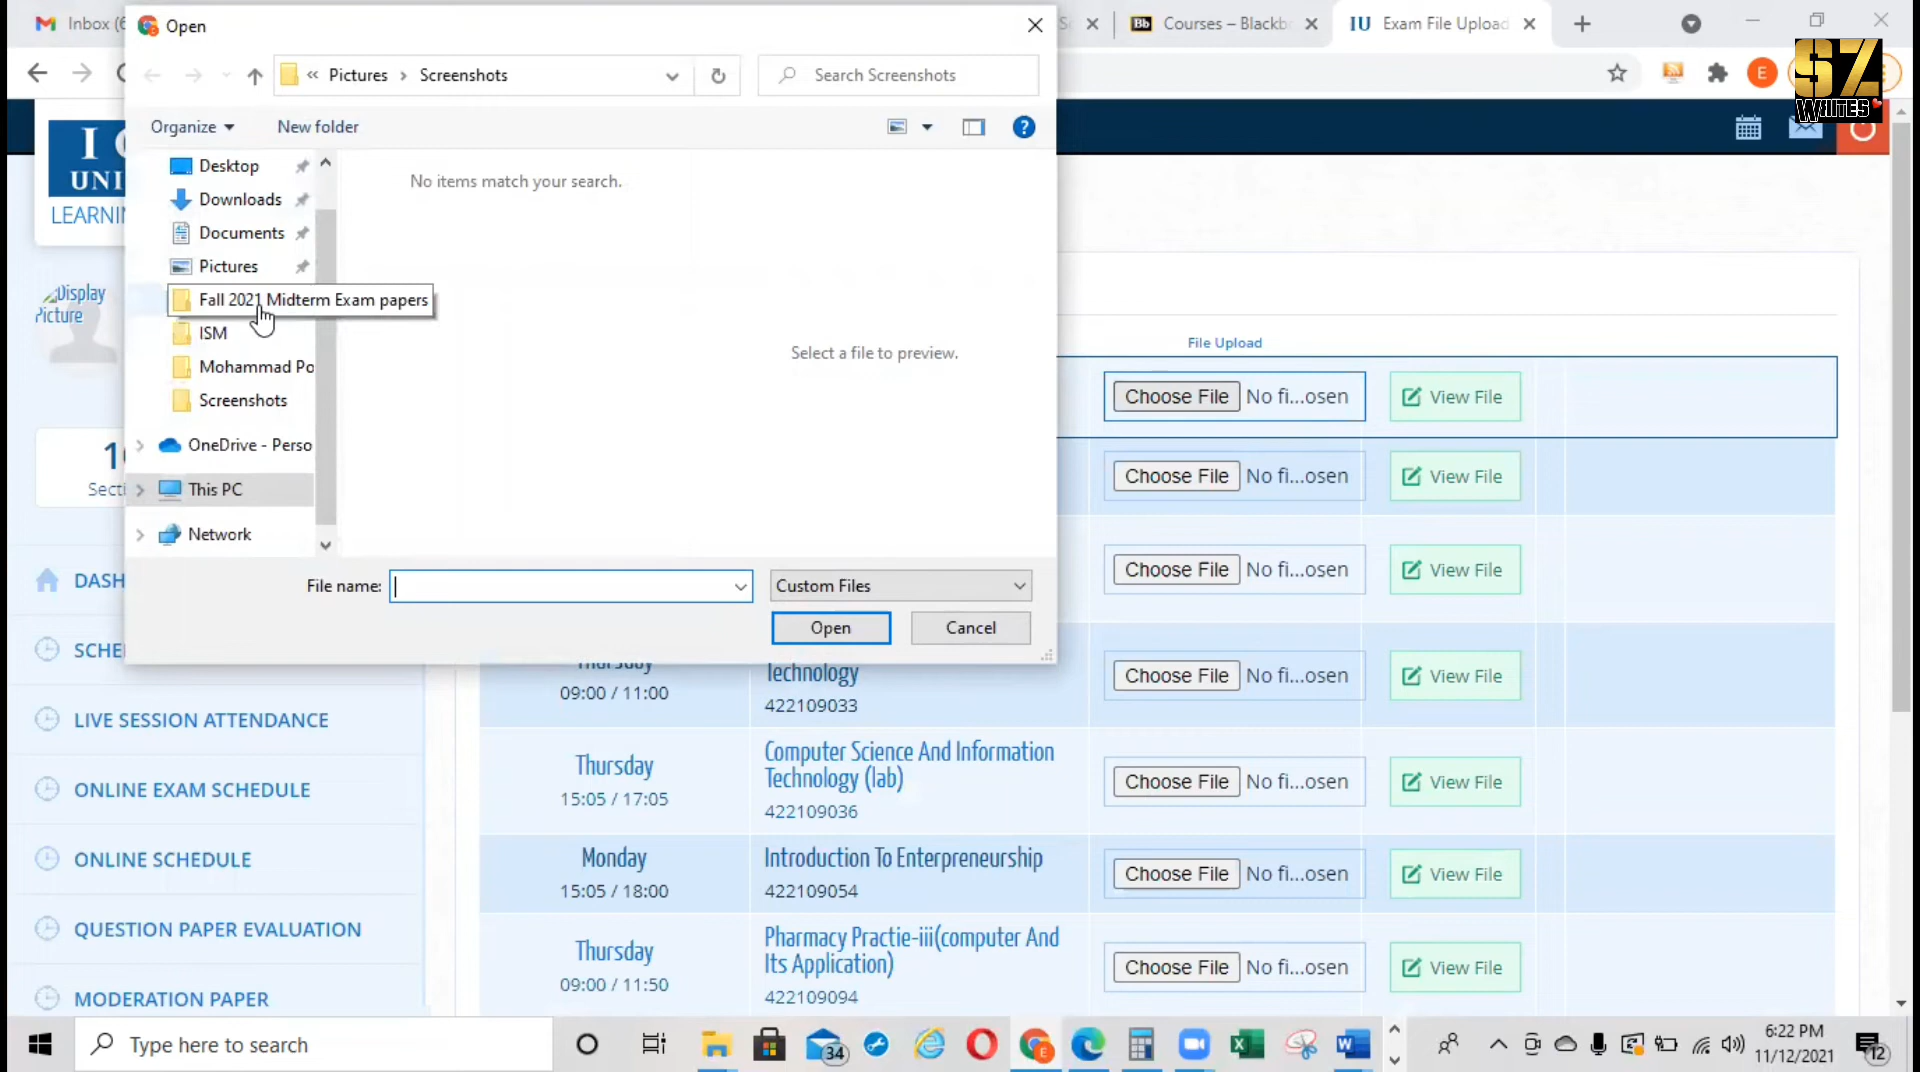 Inbox (6
Courses – Blackb
Exam File Upload
Open
« Pictures › Screenshots
Search Screenshots
E
SZ
WRITES
Organize
New folder
?
Desktop
Downloads
Documents
Pictures
Fall 2021 Midterm Exam papers
ISM
Mohammad Po
Screenshots
OneDrive - Perso
This PC
Network
No items match your search.
Select a file to preview.
File name:
Custom Files
Open
Cancel
UNI
LEARNIN
Display
Picture
Secti
DASH
SCHE
LIVE SESSION ATTENDANCE
ONLINE EXAM SCHEDULE
ONLINE SCHEDULE
QUESTION PAPER EVALUATION
MODERATION PAPER
File Upload
Choose File No fi...osen View File
Choose File No fi...osen View File
Choose File No fi...osen View File
Thursday
09:00 / 11:00
Technology
422109033
Choose File No fi...osen View File
Thursday
15:05 / 17:05
Computer Science And Information
Technology (lab)
422109036
Choose File No fi...osen View File
Monday
15:05 / 18:00
Introduction To Enterpreneurship
422109054
Choose File No fi...osen View File
Thursday
09:00 / 11:50
Pharmacy Practie-iii(computer And
Its Application)
422109094
Choose File No fi...osen View File
Type here to search
34
6:22 PM
11/12/2021
12